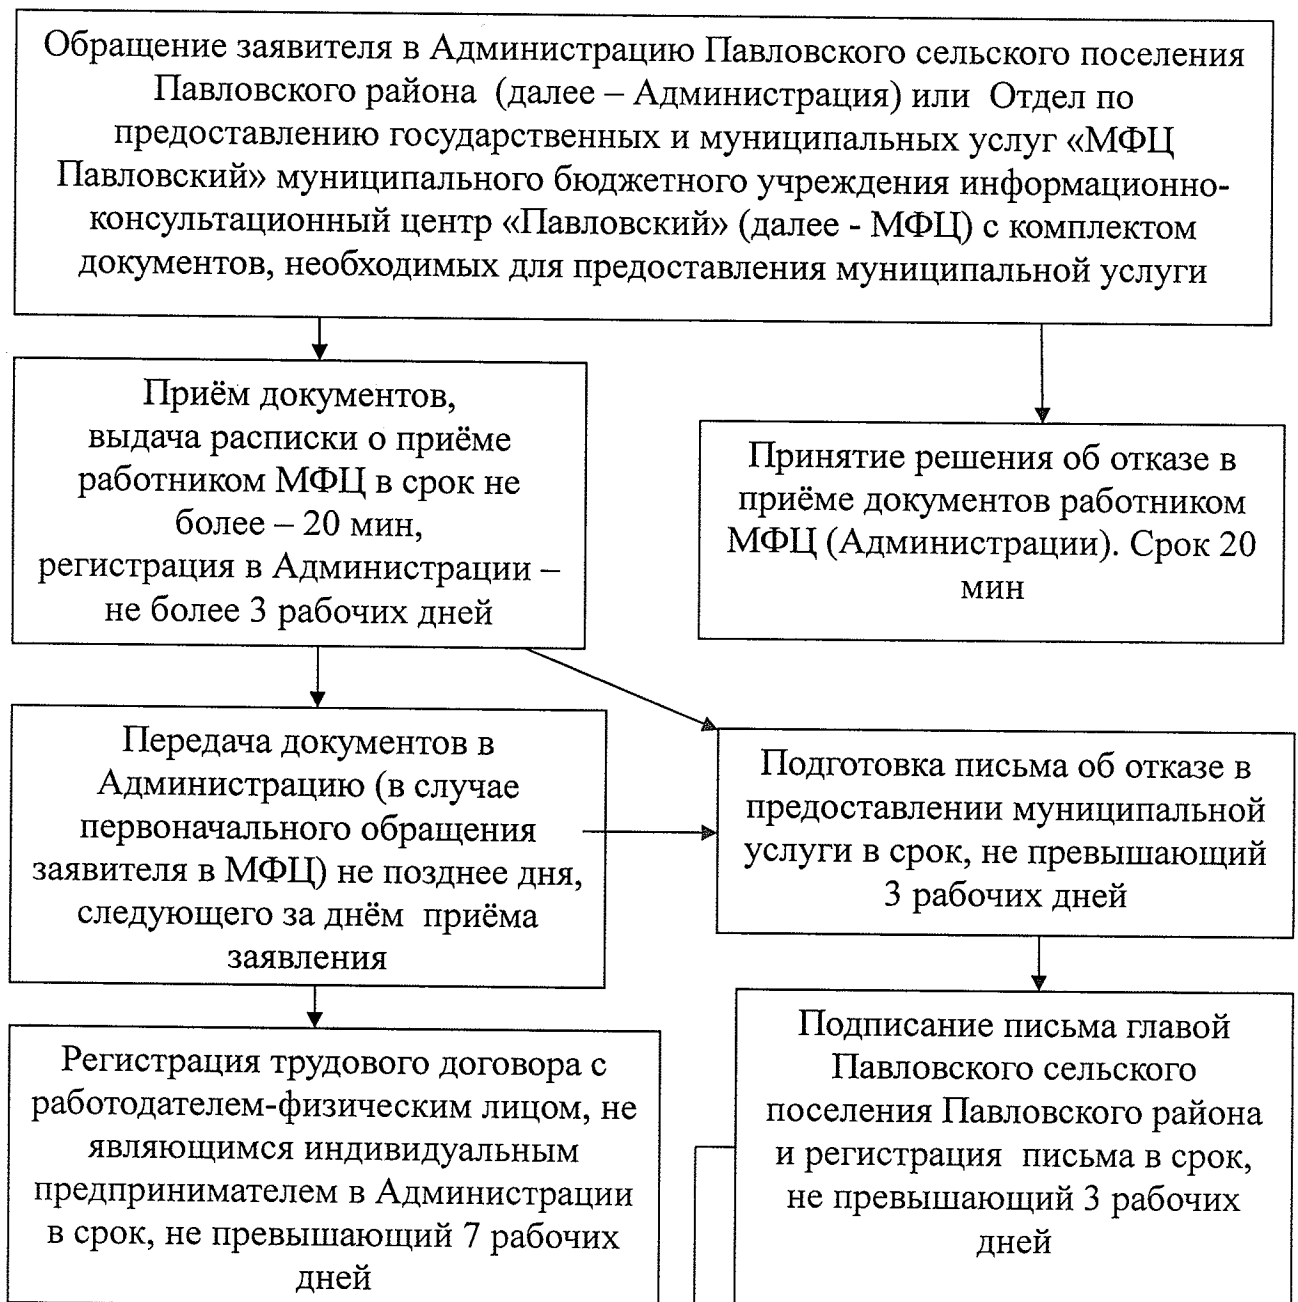 Обращение заявителя в Администрацию Павловского сельского поселения
Павловского района (далее – Администрация) или Отдел по
предоставлению государственных и муниципальных услуг «МФЦ
Павловский» муниципального бюджетного учреждения информационно-
консультационный центр «Павловский» (далее - МФЦ) с комплектом
документов, необходимых для предоставления муниципальной услуги
Приём документов,
выдача расписки о приёме
работником МФЦ в срок не
более – 20 мин,
регистрация в Администрации –
не более 3 рабочих дней
Принятие решения об отказе в
приёме документов работником
МФЦ (Администрации). Срок 20
мин
Передача документов в
Администрацию (в случае
первоначального обращения
заявителя в МФЦ) не позднее дня,
следующего за днём приёма
заявления
Подготовка письма об отказе в
предоставлении муниципальной
услуги в срок, не превышающий
3 рабочих дней
Регистрация трудового договора с
работодателем-физическим лицом, не
являющимся индивидуальным
предпринимателем в Администрации
в срок, не превышающий 7 рабочих
дней
Подписание письма главой
Павловского сельского
поселения Павловского района
и регистрация письма в срок,
не превышающий 3 рабочих
дней